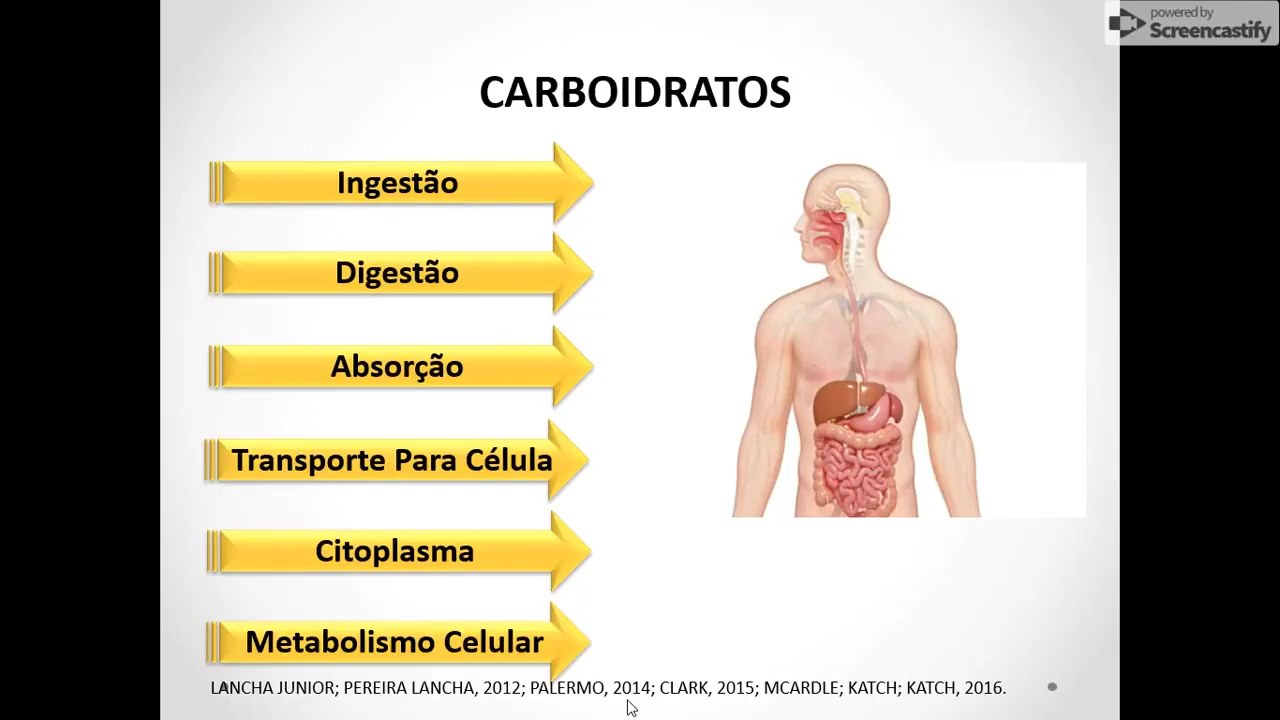 powered by
Screencastify
CARBOIDRATOS
Ingestão
Digestão
Absorção
Transporte Para Célula
Citoplasma
Metabolismo Celular
LANCHA JUNIOR; PEREIRA LANCHA, 2012; PALERMO, 2014; CLARK, 2015; MCARDLE; KATCH; KATCH, 2016.